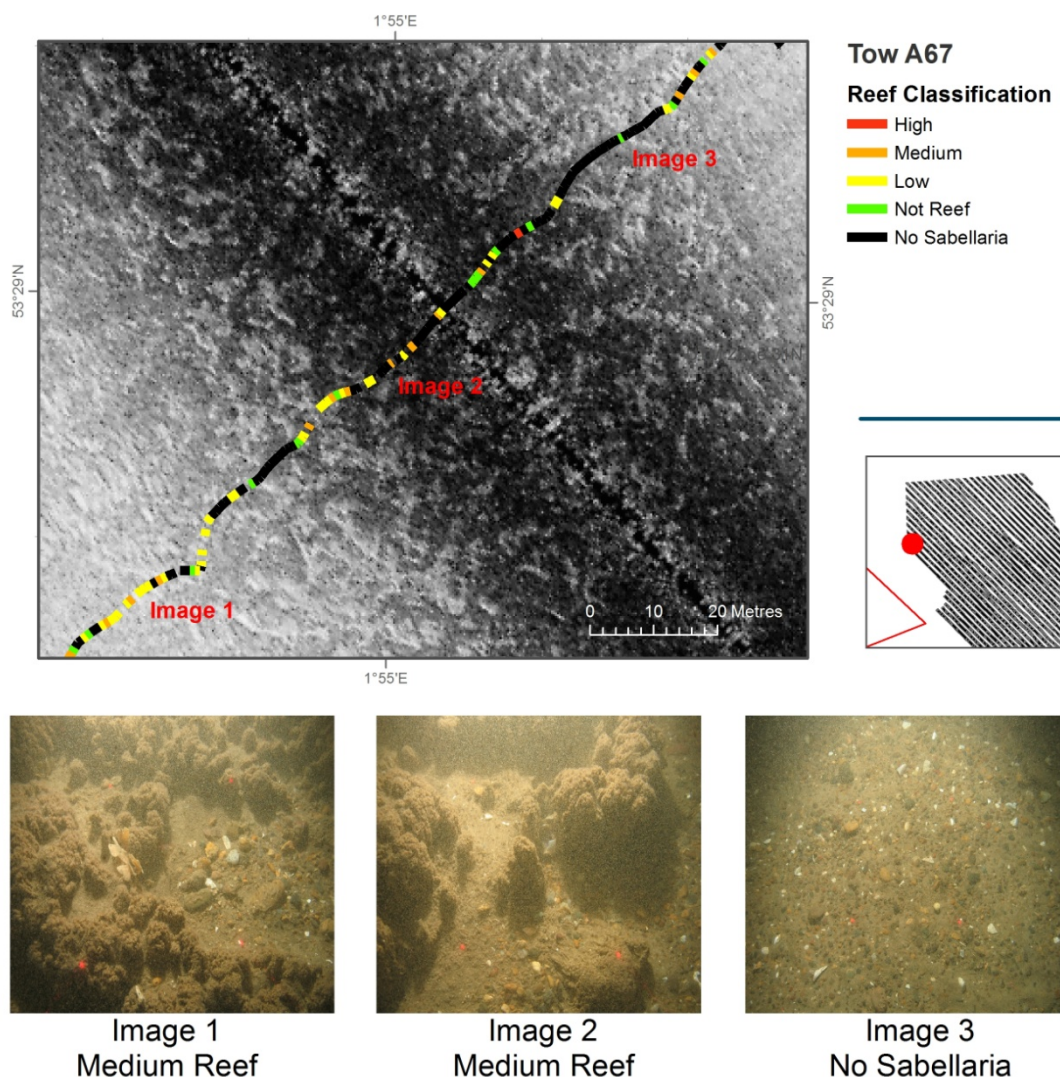 1°55'E
Tow A67
Reef Classification
High
Medium
Low
Not Reef
No Sabellaria
Image 3
53°29'N
53°29'N
Image 2
Image 1
0 10 20 Metres
1°55'E
Image 1
Medium Reef
Image 2
Medium Reef
Image 3
No Sabellaria